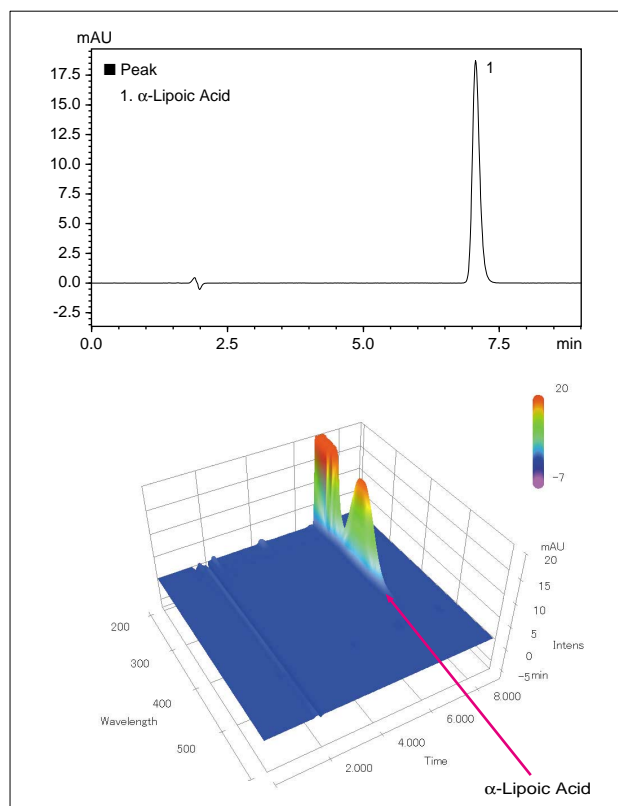 mAU
17.5
15.0
12.5
10.0
7.5
5.0
2.5
0.0
-2.5
■ Peak
1. α-Lipoic Acid
1
0.0 2.5 5.0 7.5 min
20
−7
mAU
20
15
10
5
0
−5
Intens
min
200
300
400
500
Wavelength
2.000
4.000
6.000
8.000
Time
α-Lipoic Acid